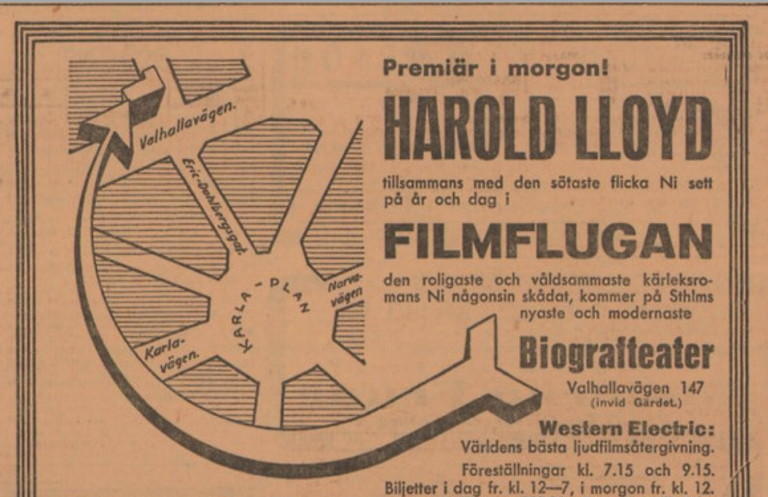 Premiär i morgon!
HAROLD LLOYD
tillsammans med den sötaste flicka Ni sett
på år och dag i
FILMFLUGAN
den roligaste och våldsammaste kärleksro-
mans Ni någonsin skådat, kommer på Sthlms
nyaste och modernaste
Biografteater
Valhallavägen 147
(invid Gärdet.)
Western Electric:
Världens bästa ljudfilmsåtergivning.
Föreställningar kl. 7.15 och 9.15.
Biljetter i dag fr. kl. 12—7, i morgon fr. kl. 12.
Valhallavägen.
Eric-Dahlbergsgat.
KARLA-PLAN
Narva-
vägen
Karla-
vägen.